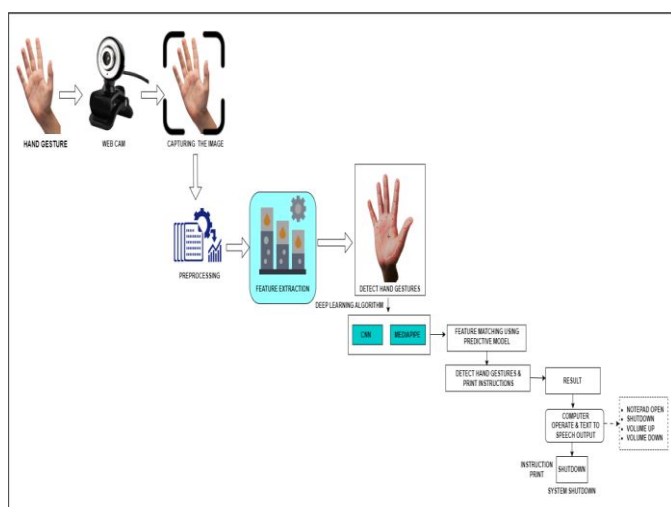 HAND GESTURE
WEB CAM
CAPTURING THE IMAGE
PREPROCESSING
FEATURE EXTRACTION
DETECT HAND GESTURES
DEEP LEARNING ALGORITHM
CNN
MEDIAPIPE
FEATURE MATCHING USING
PREDICTIVE MODEL
DETECT HAND GESTURES &
PRINT INSTRUCTIONS
RESULT
COMPUTER
OPERATE & TEXT TO
SPEECH OUTPUT
NOTEPAD OPEN
SHUTDOWN
VOLUME UP
VOLUME DOWN
INSTRUCTION
PRINT
SHUTDOWN
SYSTEM SHUTDOWN